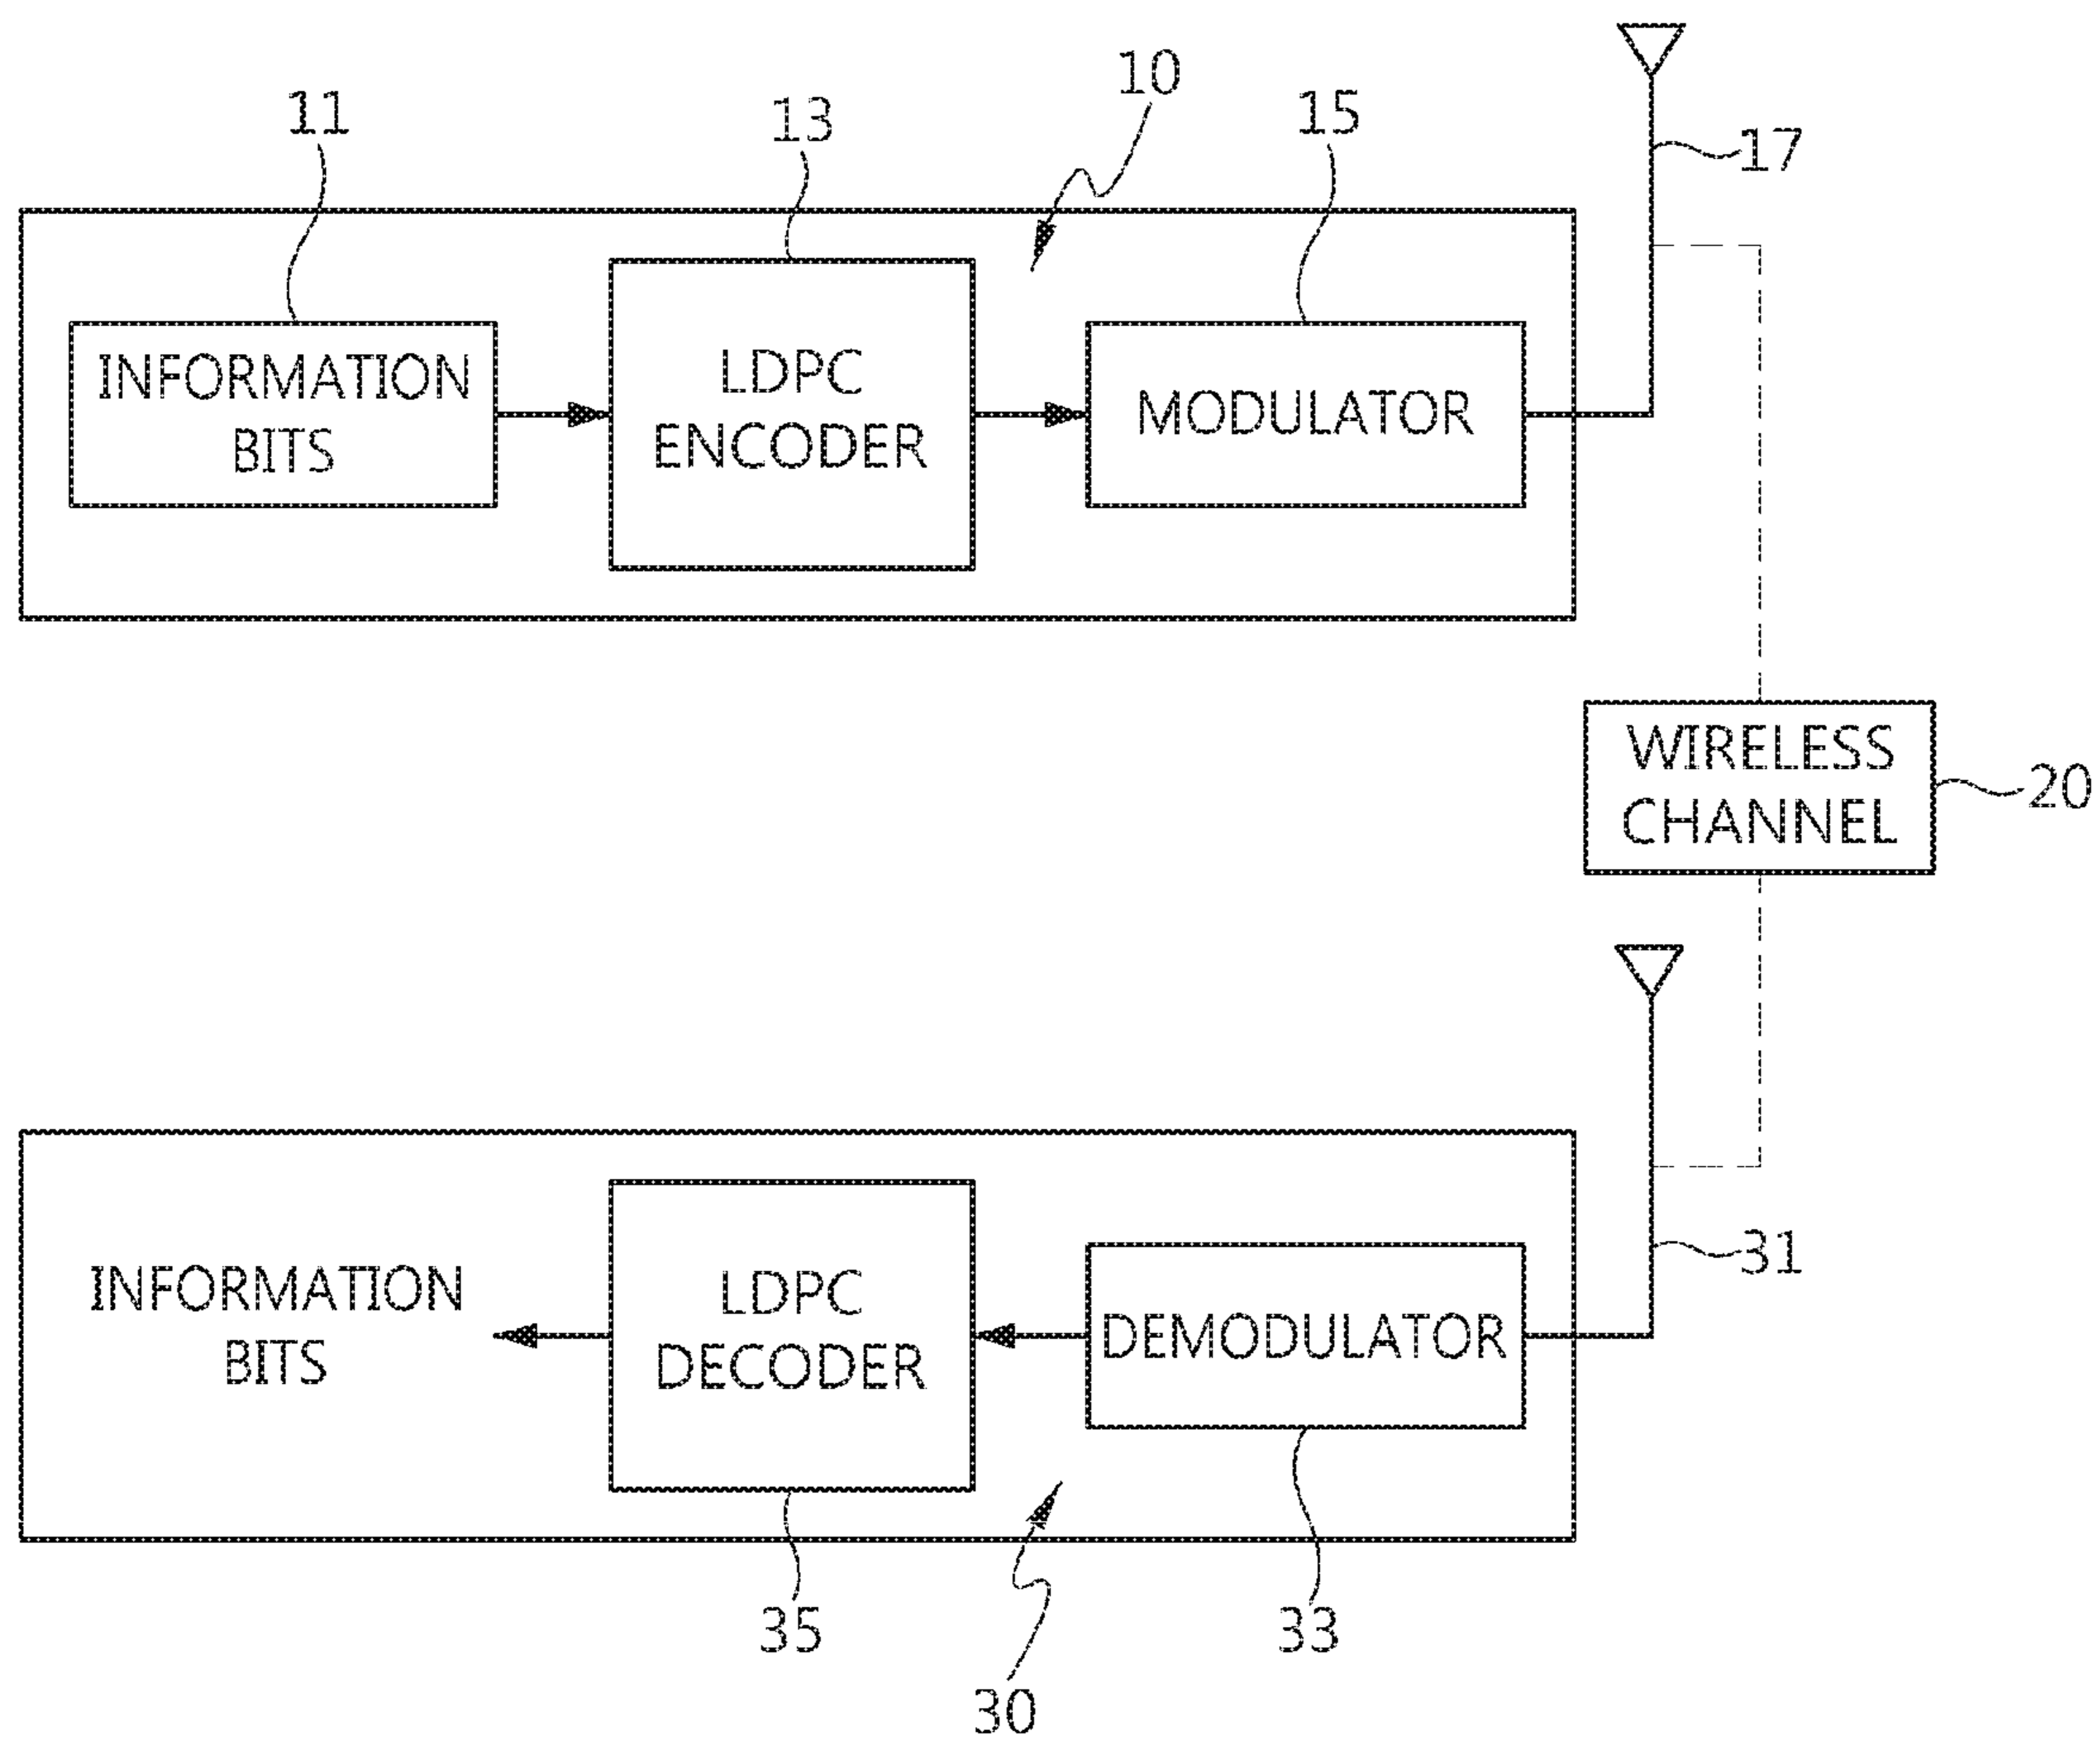 10
11
13
15
17
INFORMATION
BITS
LDPC
ENCODER
MODULATOR
WIRELESS
CHANNEL
20
31
INFORMATION
BITS
LDPC
DECODER
DEMODULATOR
35
33
30